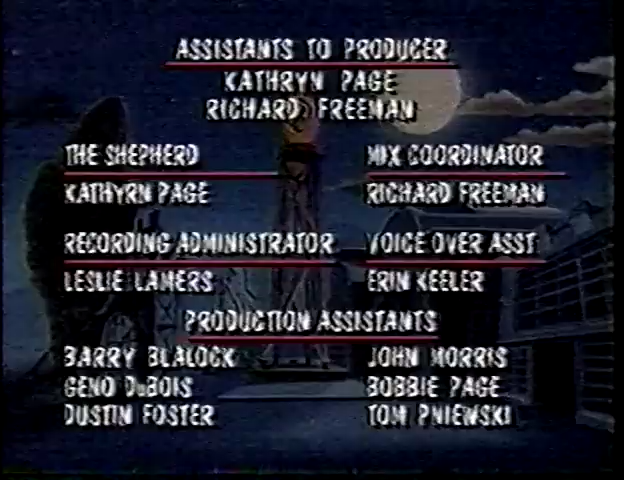 ASSISTANTS TO PRODUCER
KATHRYN PAGE
RICHARD FREEMAN
THE SHEPHERD
KATHYRN PAGE
MIX COORDINATOR
RICHARD FREEMAN
RECORDING ADMINISTRATOR
LESLIE LAMERS
VOICE OVER ASST
ERIN KEELER
PRODUCTION ASSISTANTS
BARRY BLALOCK
GENO DuBOIS
DUSTIN FOSTER
JOHN MORRIS
BOBBIE PAGE
TOM PNIEWSKI